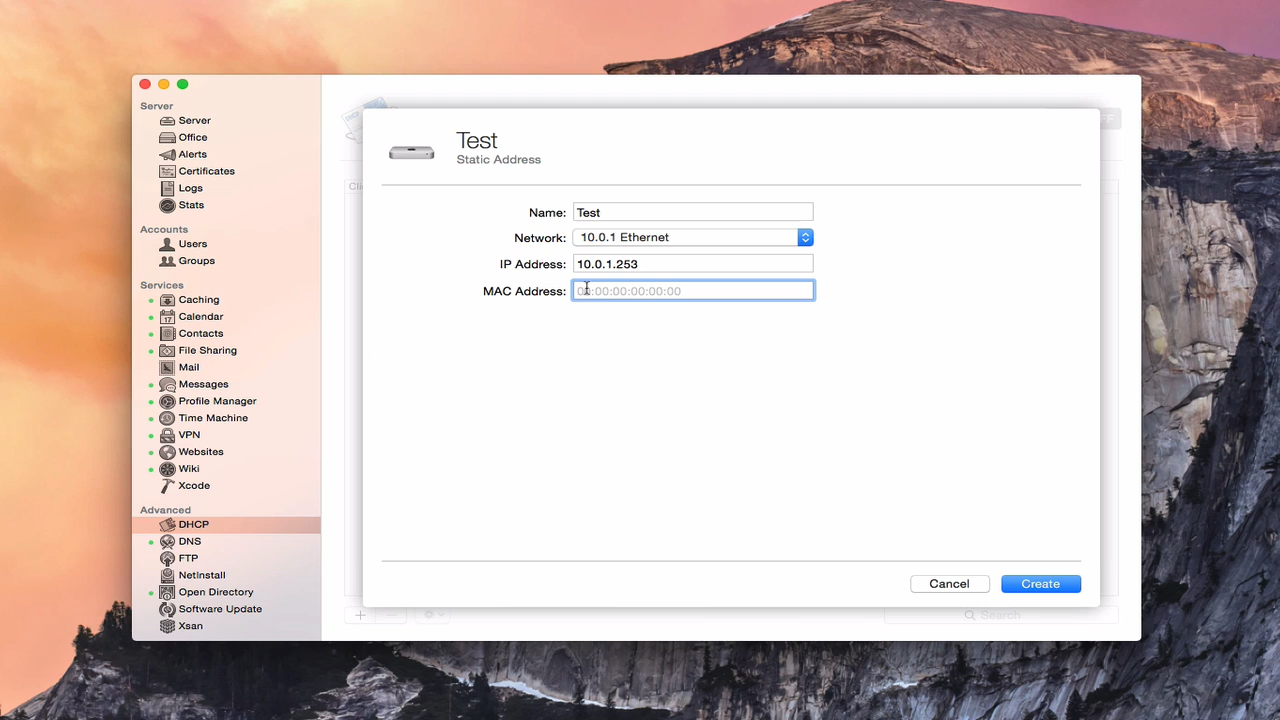 Server
Server
Office
Alerts
Certificates
Logs
Stats
Accounts
Users
Groups
Services
Caching
Calendar
Contacts
File Sharing
Mail
Messages
Profile Manager
Time Machine
VPN
Websites
Wiki
Xcode
Advanced
DHCP
DNS
FTP
NetInstall
Open Directory
Software Update
Xsan
Test
Static Address
Name: Test
Network: 10.0.1 Ethernet
IP Address: 10.0.1.253
MAC Address: 00:00:00:00:00:00
Cancel
Create
Search